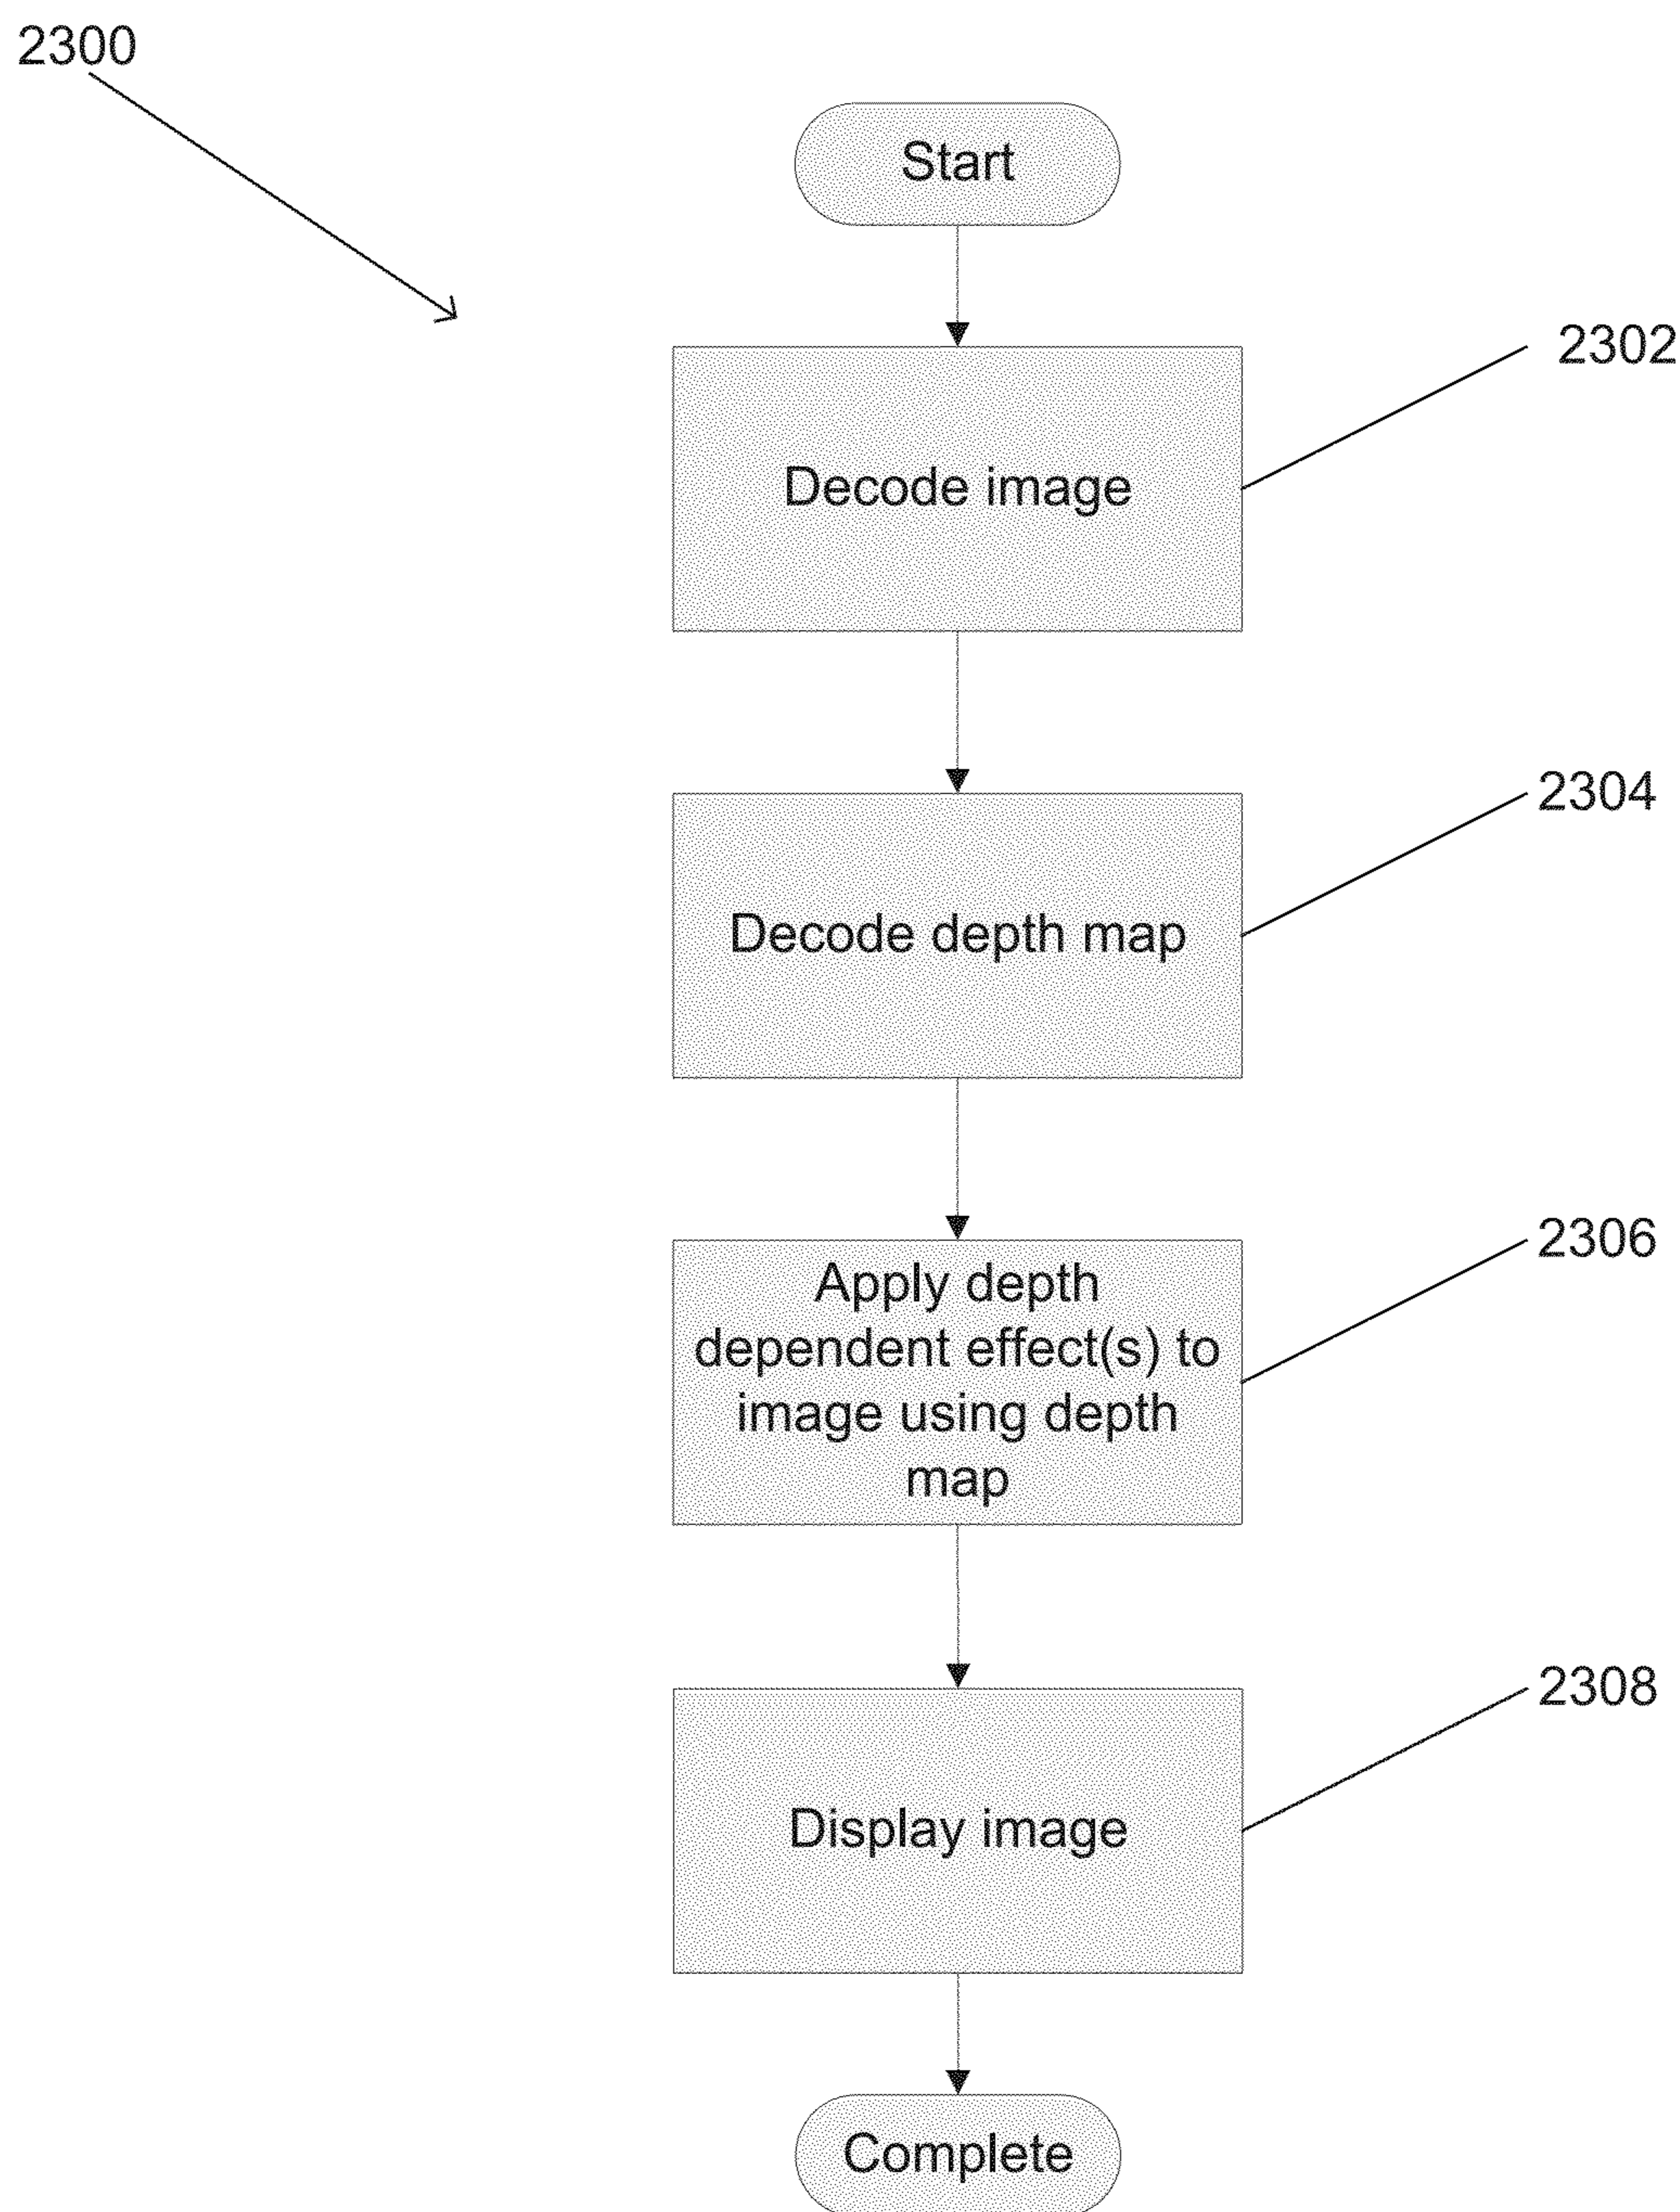 2300
Start
2302
Decode image
2304
Decode depth map
2306
Apply depth
dependent effect(s) to
image using depth
map
2308
Display image
Complete